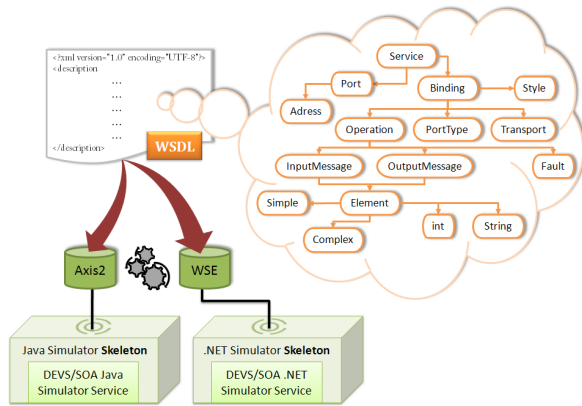 <?xml version="1.0" encoding="UTF-8"?>
<description
...
...
...
...
...
</description>
WSDL
Service
Port
Binding
Style
Adress
Operation
PortType
Transport
InputMessage
OutputMessage
Fault
Simple
Element
int
String
Complex
Axis2
WSE
Java Simulator Skeleton
DEVS/SOA Java
Simulator Service
.NET Simulator Skeleton
DEVS/SOA .NET
Simulator Service